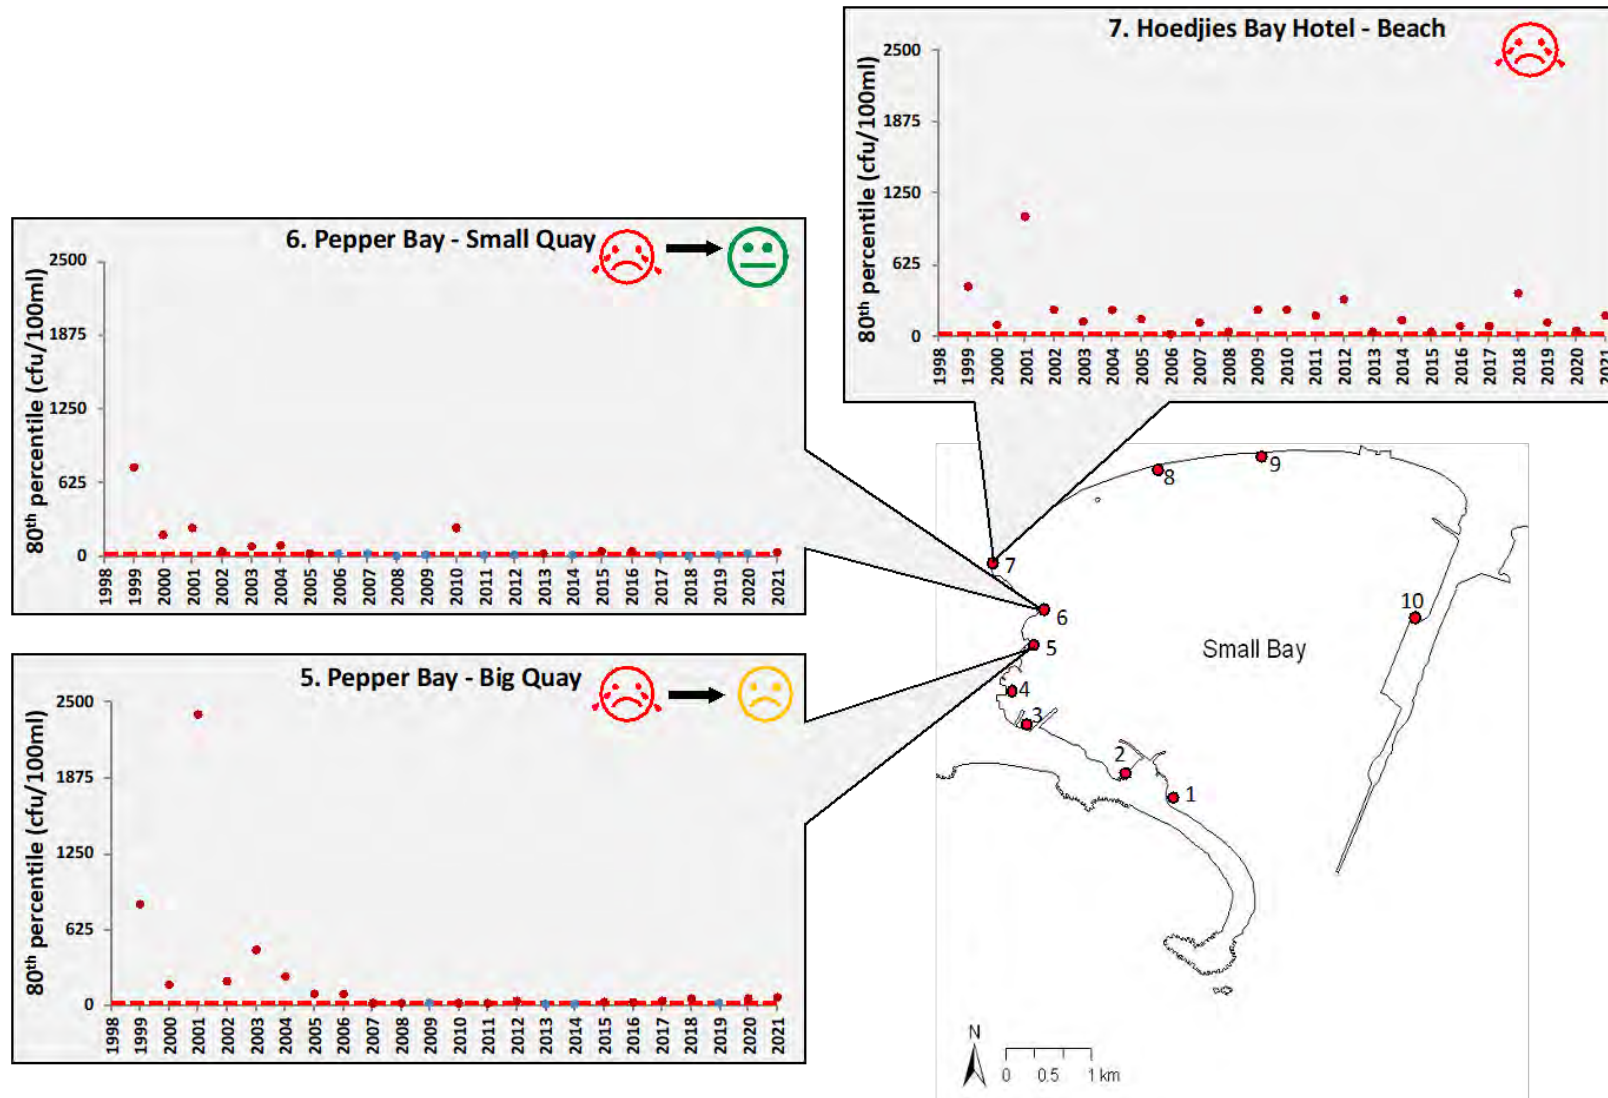 7. Hoedjies Bay Hotel - Beach
80th percentile (cfu/100ml)
2500
1875
1250
625
0
1998 1999 2000 2001 2002 2003 2004 2005 2006 2007 2008 2009 2010 2011 2012 2013 2014 2015 2016 2017 2018 2019 2020 2021
6. Pepper Bay - Small Quay
80th percentile (cfu/100ml)
2500
1875
1250
625
0
1998 1999 2000 2001 2002 2003 2004 2005 2006 2007 2008 2009 2010 2011 2012 2013 2014 2015 2016 2017 2018 2019 2020 2021
5. Pepper Bay - Big Quay
80th percentile (cfu/100ml)
2500
1875
1250
625
0
1998 1999 2000 2001 2002 2003 2004 2005 2006 2007 2008 2009 2010 2011 2012 2013 2014 2015 2016 2017 2018 2019 2020 2021
9
8
7
10
6
5
Small Bay
4
3
2
1
N
0 0.5 1 km